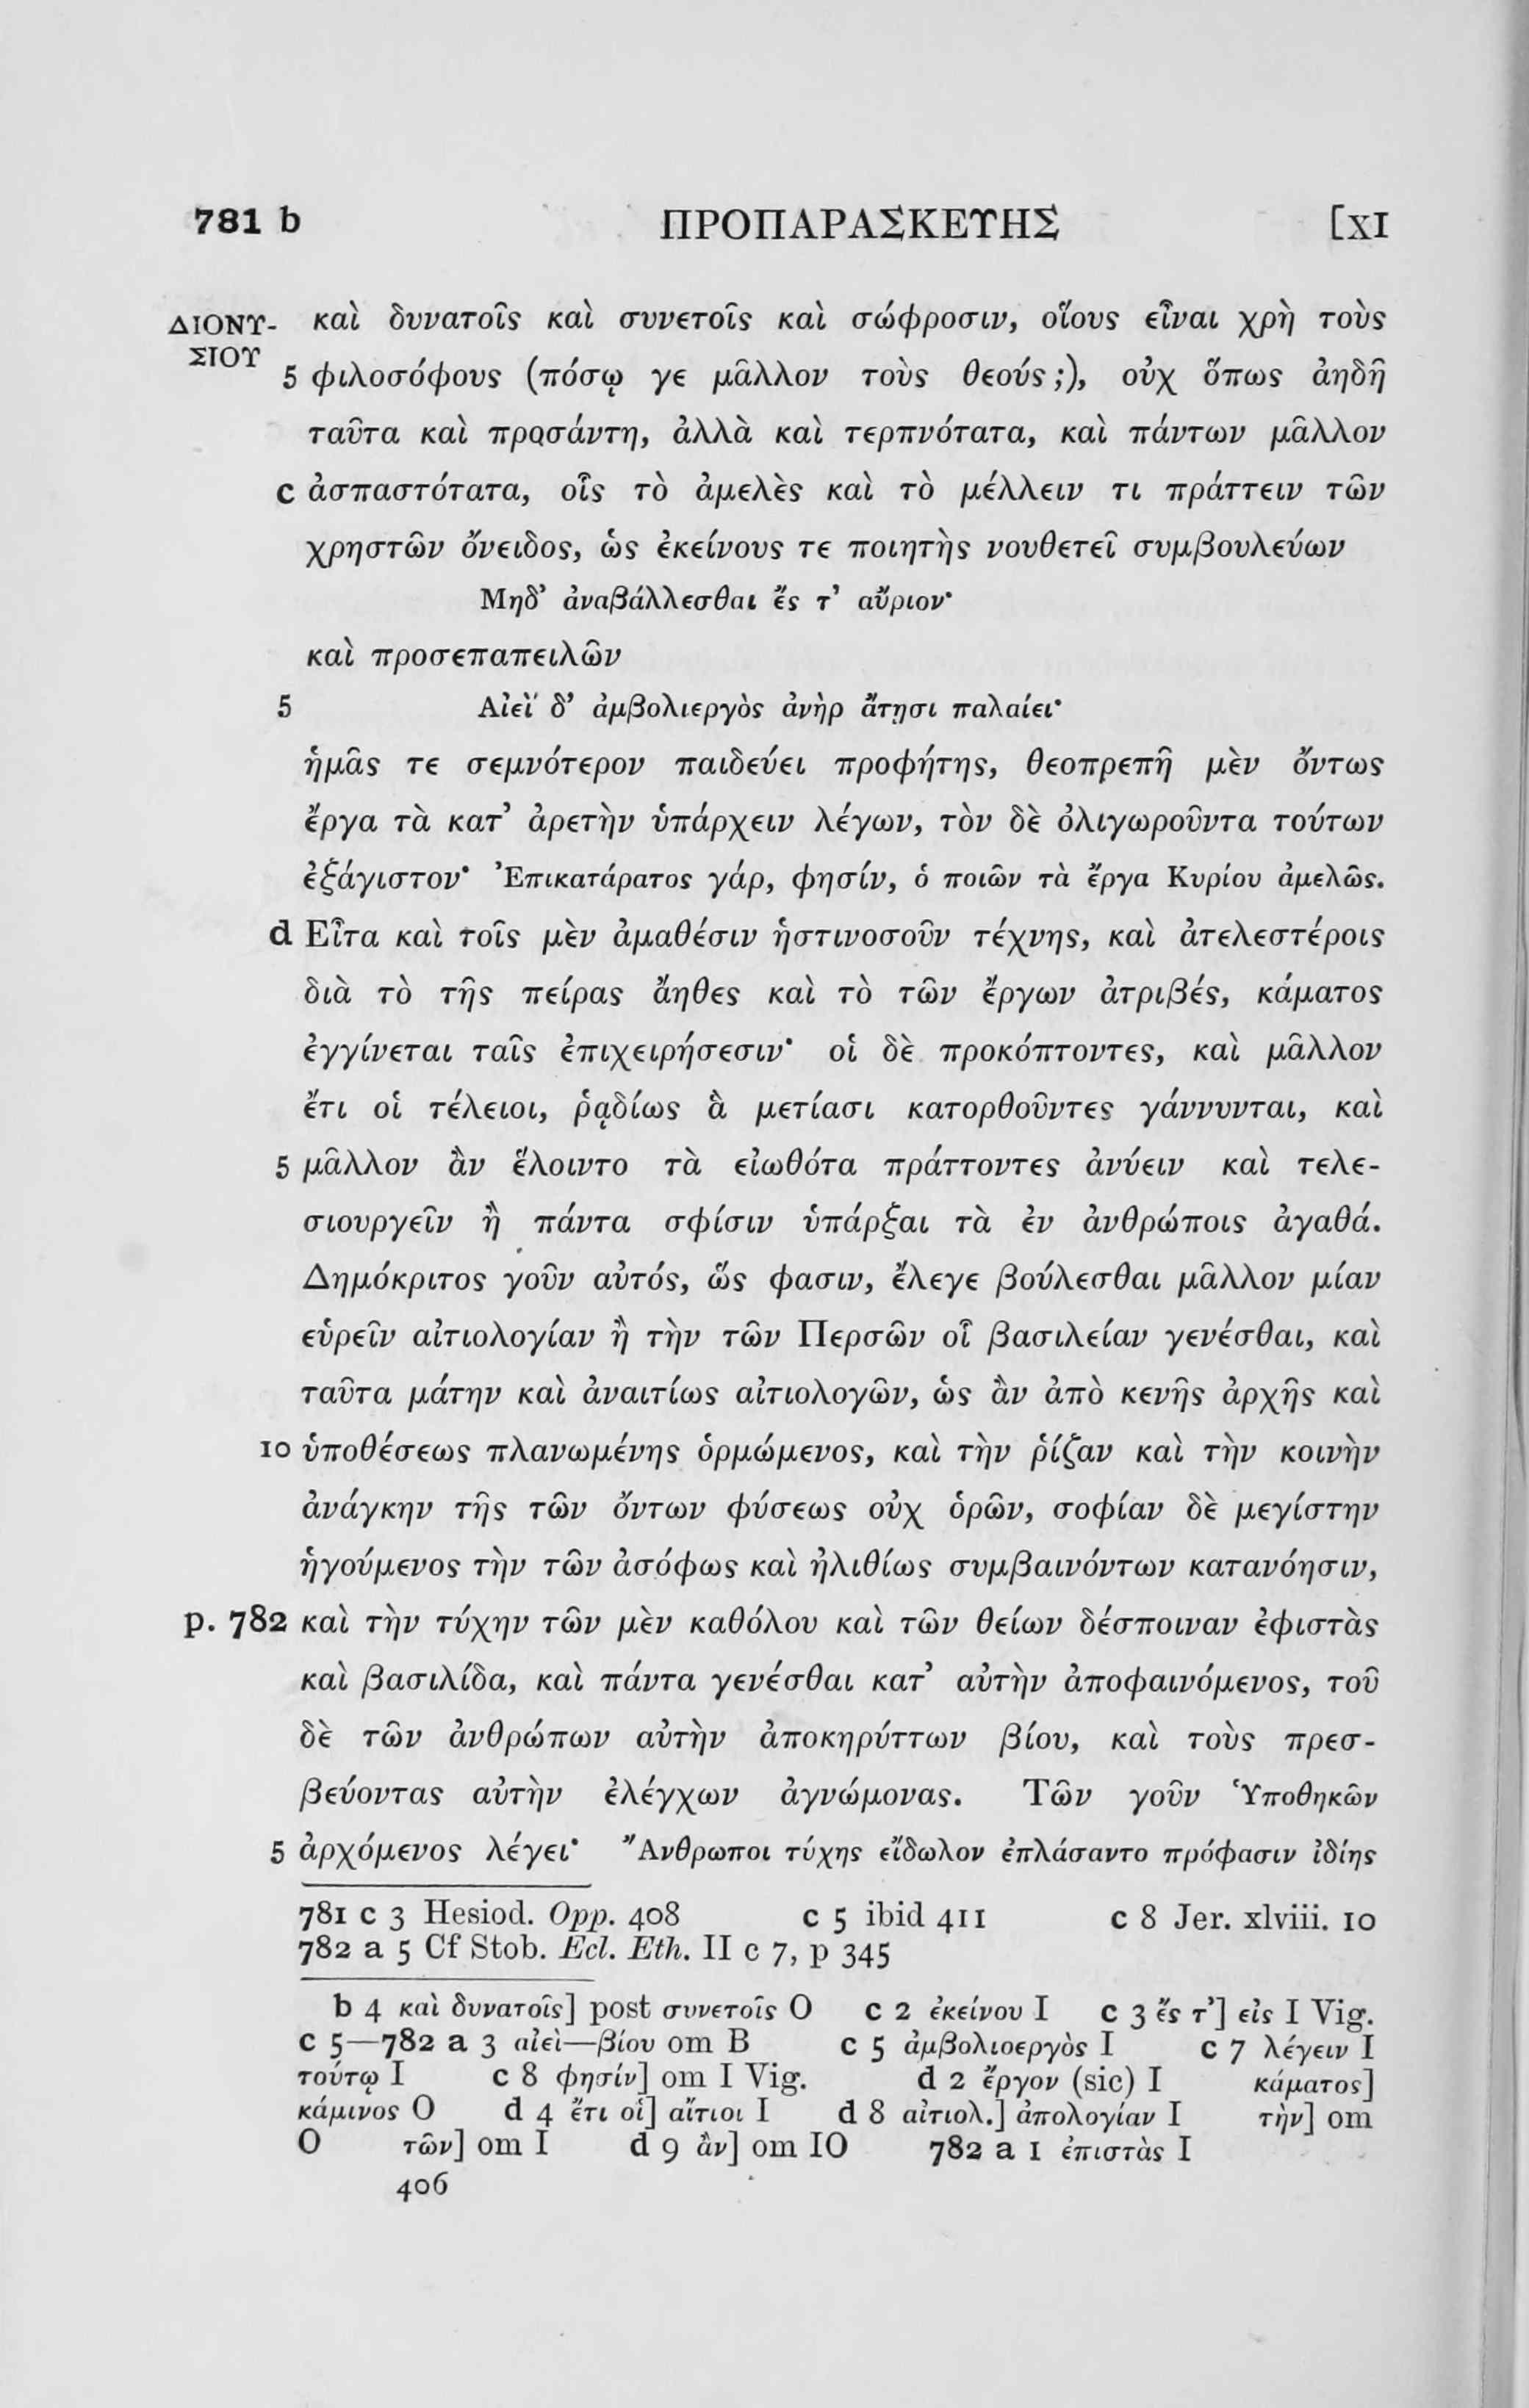 781 b ΠΡΟΠΑΡΑΣΚΕΥΗΣ [XI
ΔΙΟΝΥ- καὶ δυνατοῖς καὶ συνετοῖς καὶ σώφροσιν, οἵους εἶναι χρὴ τοὺς
ΣΙΟΥ 5 φιλοσόφους (πόσῳ γε μᾶλλον τοὺς θεούς;), οὐχ ὅπως ἀηδῆ
ταῦτα καὶ προσάντη, ἀλλὰ καὶ τερπνότατα, καὶ πάντων μᾶλλον
c ἀσπαστότατα, οἷς τὸ ἀμελὲς καὶ τὸ μέλλειν τι πράττειν τῶν
χρηστῶν ὄνειδος, ὡς ἐκείνους τε ποιητὴς νουθετεῖ συμβουλεύων
Μηδ' ἀναβάλλεσθαι ἔς τ' αὔριον·
καὶ προσεπαπειλῶν
5 Αἰεὶ δ' ἀμβολιεργὸς ἀνὴρ ἄτῃσι παλαίει·
ἡμᾶς τε σεμνότερον παιδεύει προφήτης, θεοπρεπῆ μὲν ὄντως
ἔργα τὰ κατ' ἀρετὴν ὑπάρχειν λέγων, τὸν δὲ ὀλιγωροῦντα τούτων
ἐξάγιστον· Ἐπικατάρατος γάρ, φησίν, ὁ ποιῶν τὰ ἔργα Κυρίου ἀμελῶς.
d Εἶτα καὶ τοῖς μὲν ἀμαθέσιν ἡστινοσοῦν τέχνης, καὶ ἀτελεστέροις
διὰ τὸ τῆς πείρας ἄηθες καὶ τὸ τῶν ἔργων ἀτριβές, κάματος
ἐγγίνεται ταῖς ἐπιχειρήσεσιν· οἱ δὲ προκόπτοντες, καὶ μᾶλλον
ἔτι οἱ τέλειοι, ῥᾳδίως ἃ μετίασι κατορθοῦντες γάννυνται, καὶ
5 μᾶλλον ἂν ἕλοιντο τὰ εἰωθότα πράττοντες ἀνύειν καὶ τελε-
σιουργεῖν ἢ πάντα σφίσιν ὑπάρξαι τὰ ἐν ἀνθρώποις ἀγαθά.
Δημόκριτος γοῦν αὐτός, ὥς φασιν, ἔλεγε βούλεσθαι μᾶλλον μίαν
εὑρεῖν αἰτιολογίαν ἢ τὴν τῶν Περσῶν οἷ βασιλείαν γενέσθαι, καὶ
ταῦτα μάτην καὶ ἀναιτίως αἰτιολογῶν, ὡς ἂν ἀπὸ κενῆς ἀρχῆς καὶ
10 ὑποθέσεως πλανωμένης ὁρμώμενος, καὶ τὴν ῥίζαν καὶ τὴν κοινὴν
ἀνάγκην τῆς τῶν ὄντων φύσεως οὐχ ὁρῶν, σοφίαν δὲ μεγίστην
ἡγούμενος τὴν τῶν ἀσόφως καὶ ἠλιθίως συμβαινόντων κατανόησιν,
p. 782 καὶ τὴν τύχην τῶν μὲν καθόλου καὶ τῶν θείων δέσποιναν ἐφιστὰς
καὶ βασιλίδα, καὶ πάντα γενέσθαι κατ' αὐτὴν ἀποφαινόμενος, τοῦ
δὲ τῶν ἀνθρώπων αὐτὴν ἀποκηρύττων βίου, καὶ τοὺς πρεσ-
βεύοντας αὐτὴν ἐλέγχων ἀγνώμονας. Τῶν γοῦν Ὑποθηκῶν
5 ἀρχόμενος λέγει· Ἄνθρωποι τύχης εἴδωλον ἐπλάσαντο πρόφασιν ἰδίης
781 c 3 Hesiod. Opp. 408 c 5 ibid 411 c 8 Jer. xlviii. 10
782 a 5 Cf Stob. Ecl. Eth. II c 7, p 345
b 4 καὶ δυνατοῖς] post συνετοῖς O c 2 ἐκείνου I c 3 ἔς τ'] εἰς I Vig.
c 5—782 a 3 αἰεὶ—βίου om B c 5 ἀμβολιοεργὸς I c 7 λέγειν I
τούτῳ I c 8 φησίν] om I Vig. d 2 ἔργον (sic) I κάματος]
κάμινος O d 4 ἔτι οἱ] αἴτιοι I d 8 αἰτιολ.] ἀπολογίαν I τὴν] om
O τῶν] om I d 9 ἂν] om IO 782 a 1 ἐπιστὰς I
406